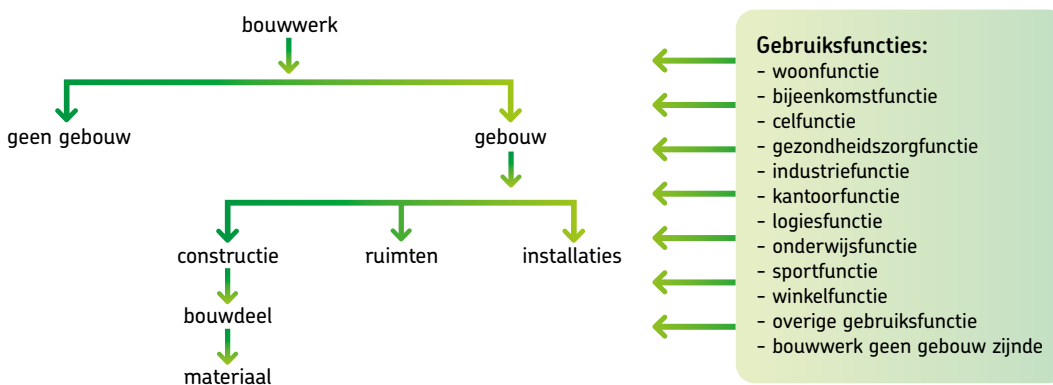 bouwwerk
geen gebouw
gebouw
constructie
ruimten
installaties
bouwdeel
materiaal
Gebruiksfuncties:
- woonfunctie
- bijeenkomstfunctie
- celfunctie
- gezondheidszorgfunctie
- industriefunctie
- kantoorfunctie
- logiesfunctie
- onderwijsfunctie
- sportfunctie
- winkelfunctie
- overige gebruiksfunctie
- bouwwerk geen gebouw zijnde